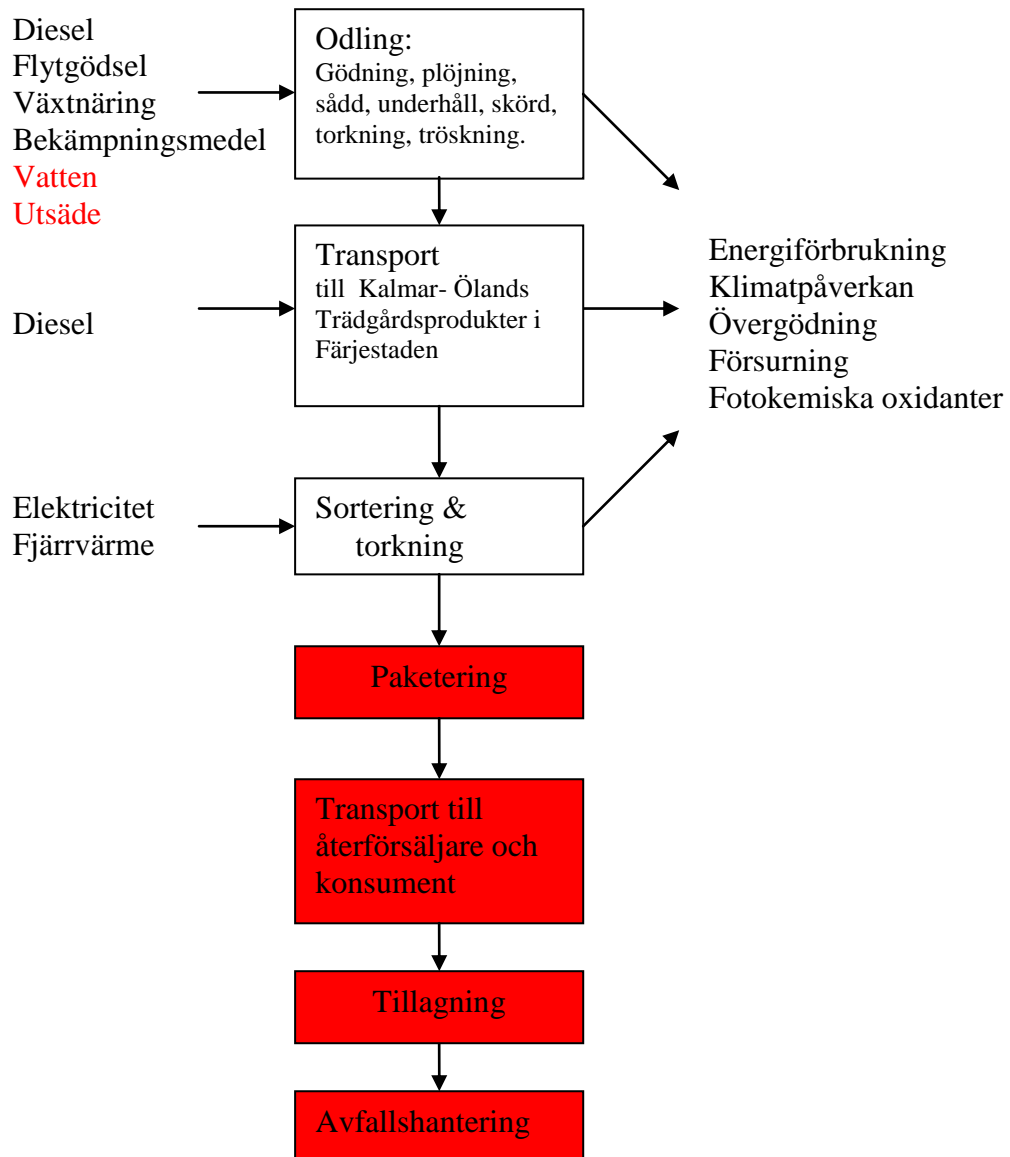 Diesel
Flytgödsel
Växtnäring
Bekämpningsmedel
Vatten
Utsäde
Odling:
Gödning, plöjning,
sådd, underhåll, skörd,
torkning, tröskning.
Diesel
Transport
till Kalmar- Ölands
Trädgårdsprodukter i
Färjestaden
Energiförbrukning
Klimatpåverkan
Övergödning
Försurning
Fotokemiska oxidanter
Elektricitet
Fjärrvärme
Sortering &
torkning
Paketering
Transport till
återförsäljare och
konsument
Tillagning
Avfallshantering